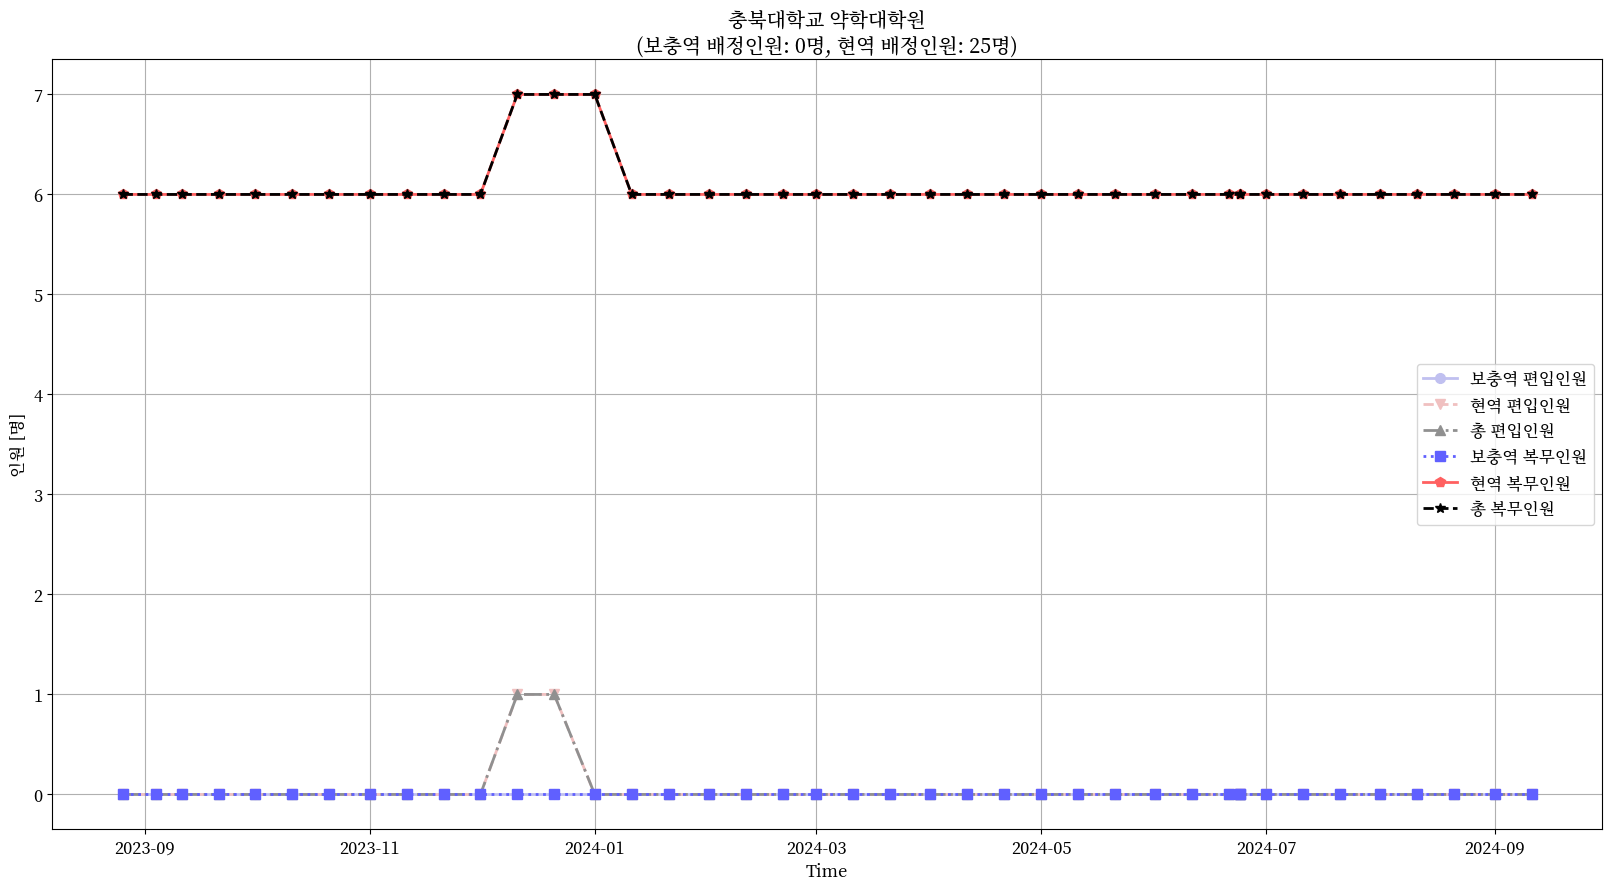 충북대학교 약학대학원
(보충역 배정인원: 0명, 현역 배정인원: 25명)
인원 [명]
7
6
5
4
3
2
1
0
보충역 편입인원
현역 편입인원
총 편입인원
보충역 복무인원
현역 복무인원
총 복무인원
2023-09
2023-11
2024-01
2024-03
2024-05
2024-07
2024-09
Time